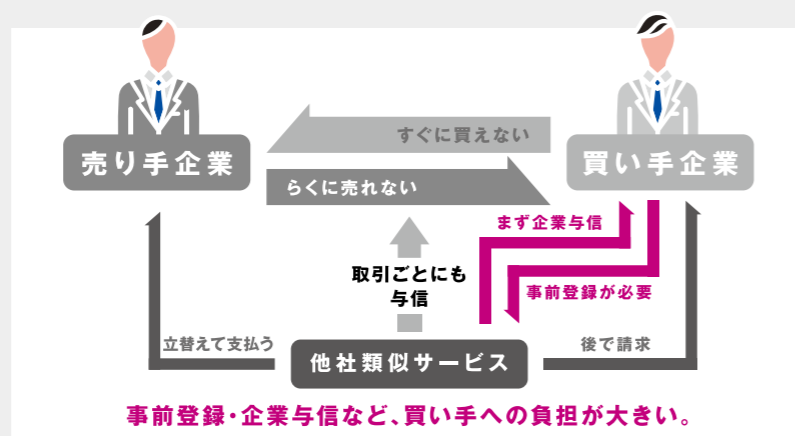 すぐに買えない
売り手企業
買い手企業
らくに売れない
まず企業与信
取引ごとにも
与信
事前登録が必要
立替えて支払う
他社類似サービス
後で請求
事前登録・企業与信など、買い手への負担が大きい。